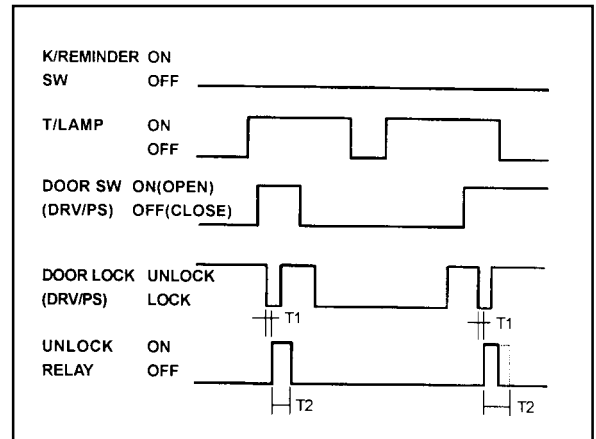 K/REMINDER ON
SW OFF
T/LAMP ON
OFF
DOOR SW ON(OPEN)
(DRV/PS) OFF(CLOSE)
DOOR LOCK UNLOCK
(DRV/PS) LOCK
T1 T1
UNLOCK ON
RELAY OFF
T2 T2